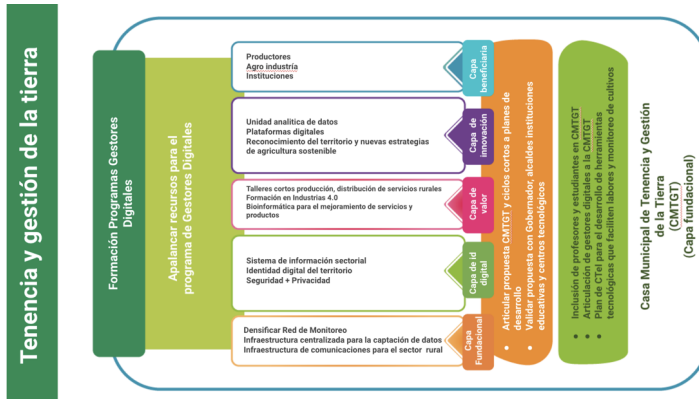 Tenencia y gestión de la tierra
Formación Programas Gestores
Digitales
Apalancar recursos para el
programa de Gestores Digitales
Productores
Agro industría
Instituciones
Capa
beneficiaria
Unidad analitica de datos
Plataformas digitales
Reconocimiento del territorio y nuevas estrategias
de agricultura sostenible
Capa de
innovación
Talleres cortos producción, distribución de servicios rurales
Formación en Industrias 4.0
Bioinformática para el mejoramiento de servicios y
productos
Capa de
valor
Sistema de información sectorial
Identidad digital del territorio
Seguridad + Privacidad
Capa de id
digital
Densificar Red de Monitoreo
Infraestructura centralizada para la captación de datos
Infraestructura de comunicaciones para el sector rural
Capa
Fundacional
• Articular propuesta CMTGT y ciclos cortos a planes de
desarrollo
• Validar propuesta con Gobernador, alcaldes instituciones
educativas y centros tecnológicos
• Inclusión de profesores y estudiantes en CMTGT
• Articulación de gestores digitales a la CMTGT
• Plan de CTeI para el desarrollo de herramientas
tecnológicas que faciliten labores y monitoreo de cultivos
Casa Municipal de Tenencia y Gestión
de la Tierra
(CMTGT)
(Capa fundacional)